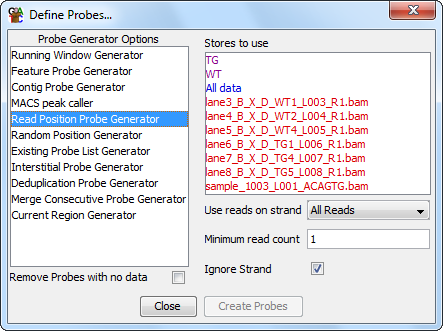 Define Probes...
Probe Generator Options
Running Window Generator
Feature Probe Generator
Contig Probe Generator
MACS peak caller
Read Position Probe Generator
Random Position Generator
Existing Probe List Generator
Interstitial Probe Generator
Deduplication Probe Generator
Merge Consecutive Probe Generator
Current Region Generator
Remove Probes with no data
Stores to use
TG
WT
All data
lane3_B_X_D_WT1_L003_R1.bam
lane4_B_X_D_WT2_L004_R1.bam
lane5_B_X_D_WT4_L005_R1.bam
lane6_B_X_D_TG1_L006_R1.bam
lane7_B_X_D_TG4_L007_R1.bam
lane8_B_X_D_TG5_L008_R1.bam
sample_1003_L001_ACAGTG.bam
Use reads on strand All Reads
Minimum read count 1
Ignore Strand
Close Create Probes